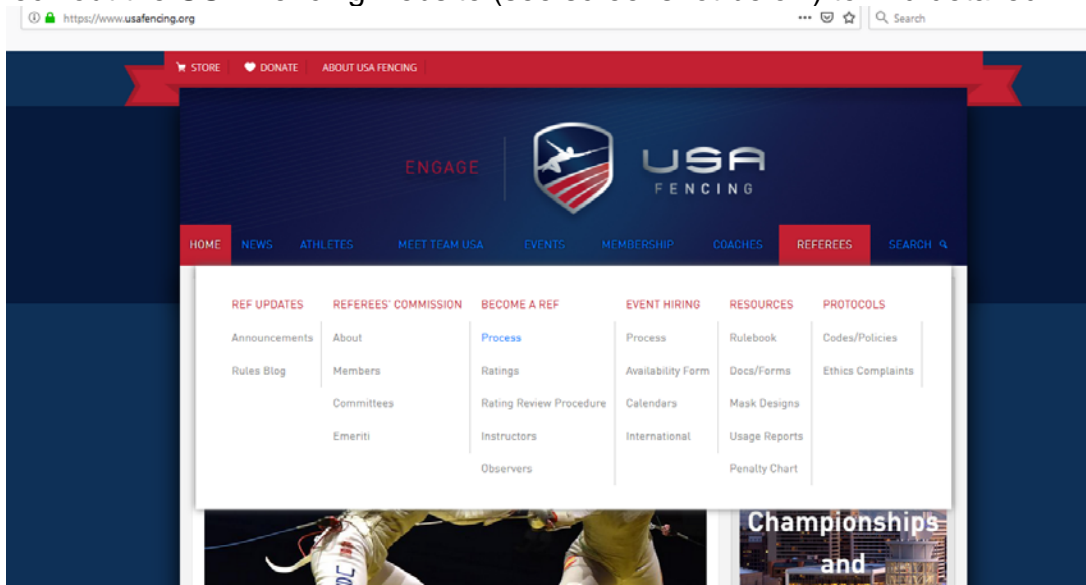 https://www.usafencing.org
Search
STORE DONATE ABOUT USA FENCING
ENGAGE
USA
FENCING
HOME NEWS ATHLETES MEET TEAM USA EVENTS MEMBERSHIP COACHES REFEREES SEARCH
REF UPDATES
Announcements
Rules Blog
REFEREES' COMMISSION
About
Members
Committees
Emeriti
BECOME A REF
Process
Ratings
Rating Review Procedure
Instructors
Observers
EVENT HIRING
Process
Availability Form
Calendars
International
RESOURCES
Rulebook
Docs/Forms
Mask Designs
Usage Reports
Penalty Chart
PROTOCOLS
Codes/Policies
Ethics Complaints
Championships
and